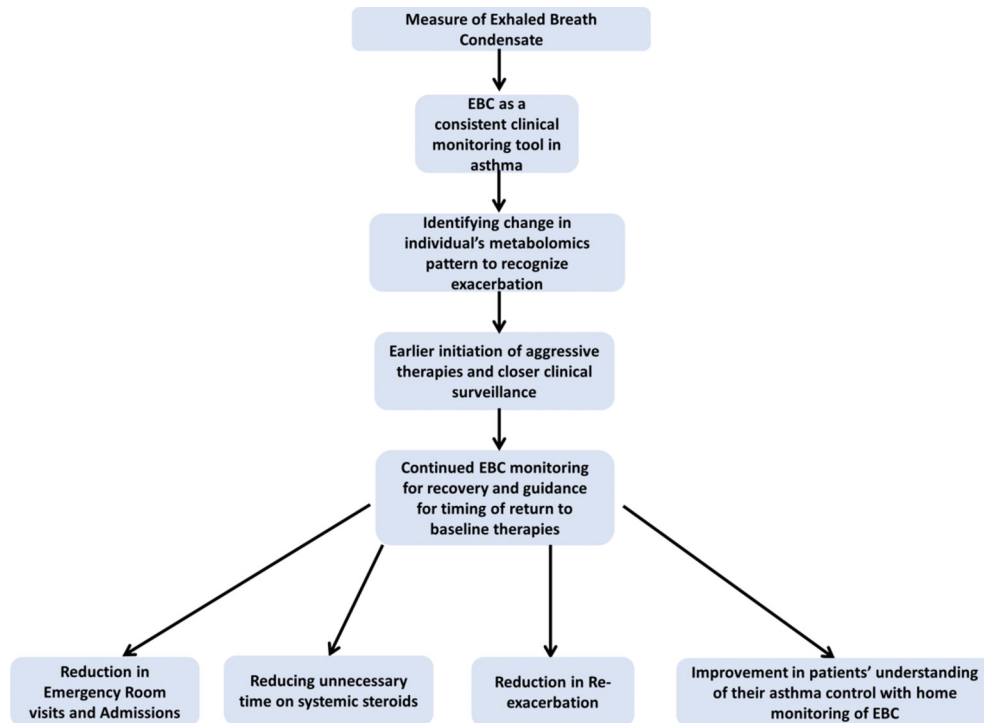 Measure of Exhaled Breath
Condensate
EBC as a
consistent clinical
monitoring tool in
asthma
Identifying change in
individual's metabolomics
pattern to recognize
exacerbation
Earlier initiation of aggressive
therapies and closer clinical
surveillance
Continued EBC monitoring
for recovery and guidance
for timing of return to
baseline therapies
Reduction in
Emergency Room
visits and Admissions
Reducing unnecessary
time on systemic steroids
Reduction in Re-
exacerbation
Improvement in patients' understanding
of their asthma control with home
monitoring of EBC